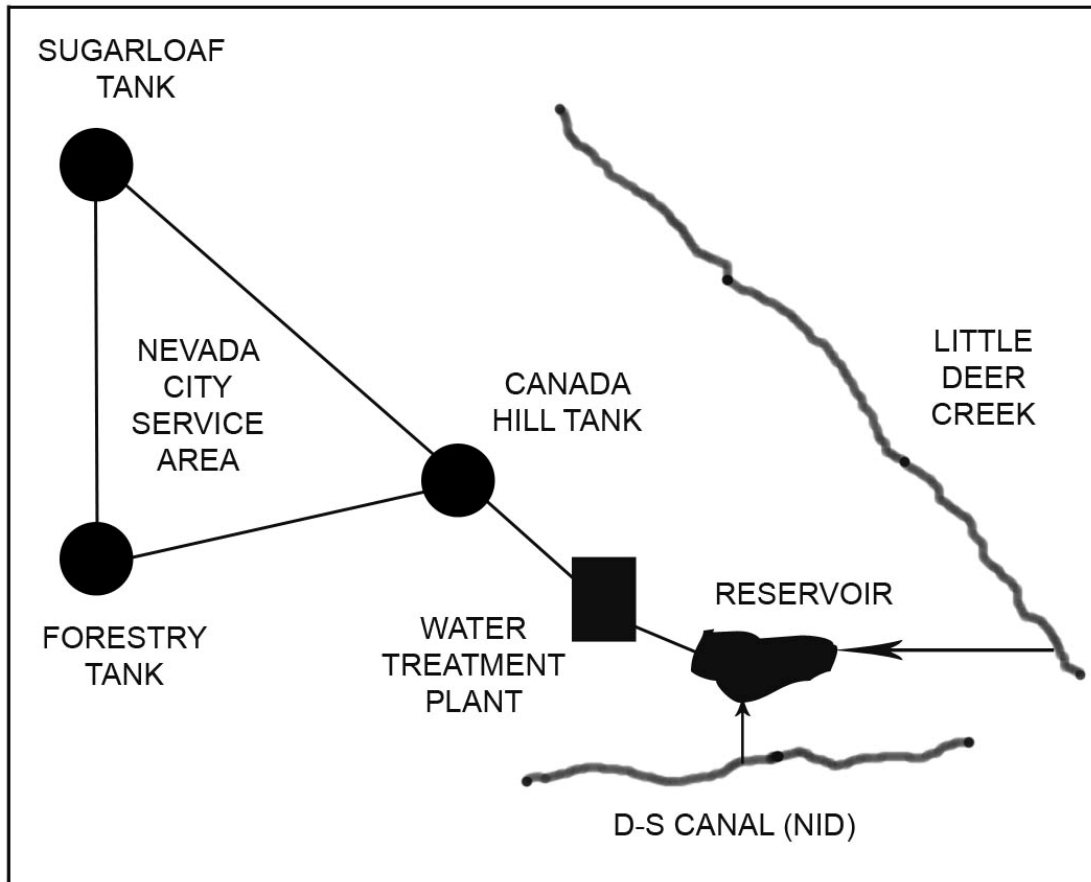 SUGARLOAF
TANK
NEVADA
CITY
SERVICE
AREA
CANADA
HILL TANK
LITTLE
DEER
CREEK
FORESTRY
TANK
WATER
TREATMENT
PLANT
RESERVOIR
D-S CANAL (NID)